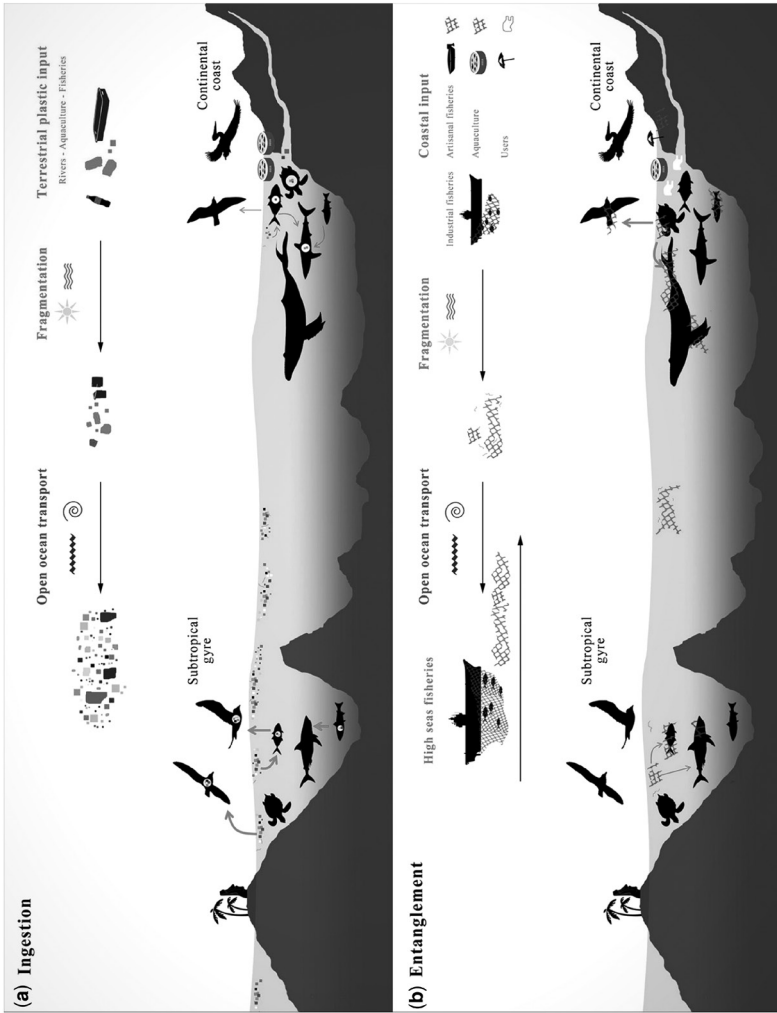 (a) Ingestion
Open ocean transport
Fragmentation
Terrestrial plastic input
Rivers - Aquaculture - Fisheries
Subtropical
gyre
Continental
coast
(b) Entanglement
High seas fisheries
Open ocean transport
Fragmentation
Coastal input
Industrial fisheries
Artisanal fisheries
Aquaculture
Users
Subtropical
gyre
Continental
coast